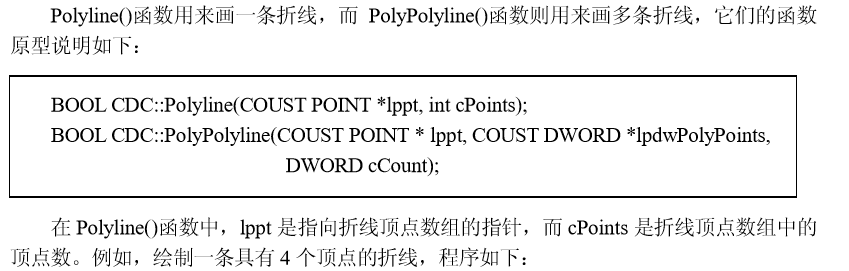 Polyline()函数用来画一条折线，而 PolyPolyline()函数则用来画多条折线，它们的函数
原型说明如下：
BOOL CDC::Polyline(COUST POINT *lppt, int cPoints);
BOOL CDC::PolyPolyline(COUST POINT * lppt, COUST DWORD *lpdwPolyPoints,
DWORD cCount);
在 Polyline()函数中，lppt 是指向折线顶点数组的指针，而 cPoints 是折线顶点数组中的
顶点数。例如，绘制一条具有 4 个顶点的折线，程序如下：